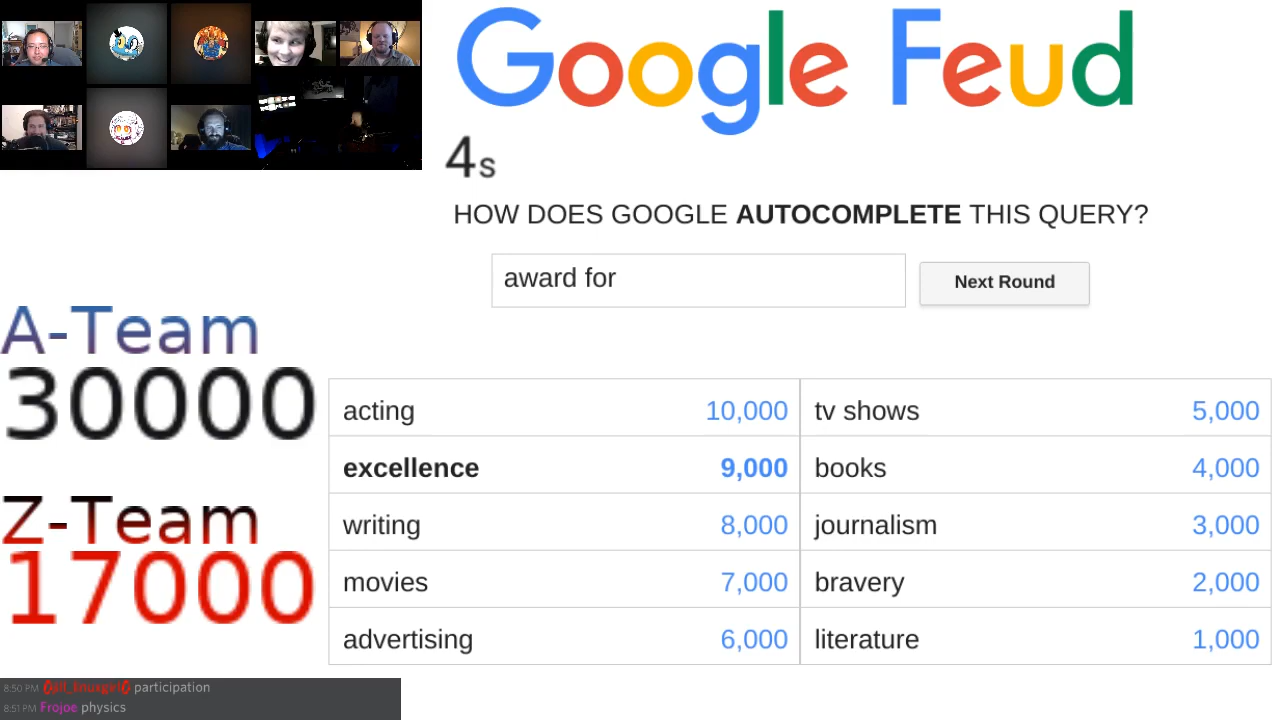 Google Feud
4s
HOW DOES GOOGLE AUTOCOMPLETE THIS QUERY?
award for
Next Round
A-Team
30000
Z-Team
17000
acting 10,000
excellence 9,000
writing 8,000
movies 7,000
advertising 6,000
tv shows 5,000
books 4,000
journalism 3,000
bravery 2,000
literature 1,000
8:50 PM participation
8:51 PM Frojoe physics